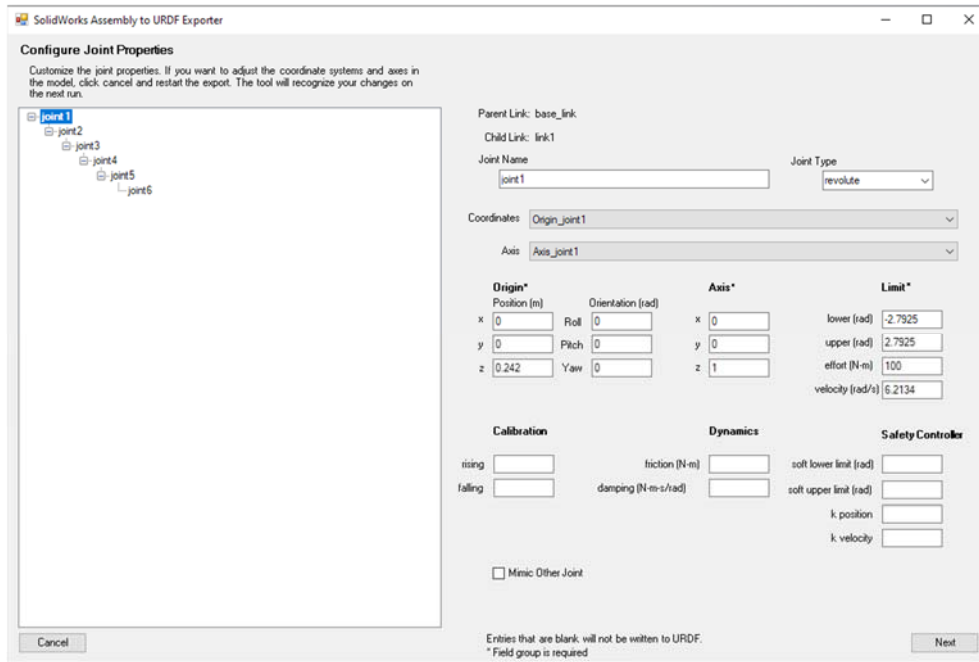 SolidWorks Assembly to URDF Exporter
Configure Joint Properties
Customize the joint properties. If you want to adjust the coordinate systems and axes in
the model, click cancel and restart the export. The tool will recognize your changes on
the next run.
joint1
joint2
joint3
joint4
joint5
joint6
Parent Link: base_link
Child Link: link1
Joint Name
Joint Type
joint1
revolute
Coordinates Origin_joint1
Axis Axis_joint1
Origin* Axis* Limit*
Position (m) Orientation (rad)
x 0 Roll 0 x 0 lower (rad) -2.7925
y 0 Pitch 0 y 0 upper (rad) 2.7925
z 0.242 Yaw 0 z 1 effort (N-m) 100
velocity (rad/s) 6.2134
Calibration Dynamics Safety Controller
rising friction (N-m) soft lower limit (rad)
falling damping (N-m-s/rad) soft upper limit (rad)
k position
k velocity
Mimic Other Joint
Entries that are blank will not be written to URDF.
* Field group is required
Cancel Next